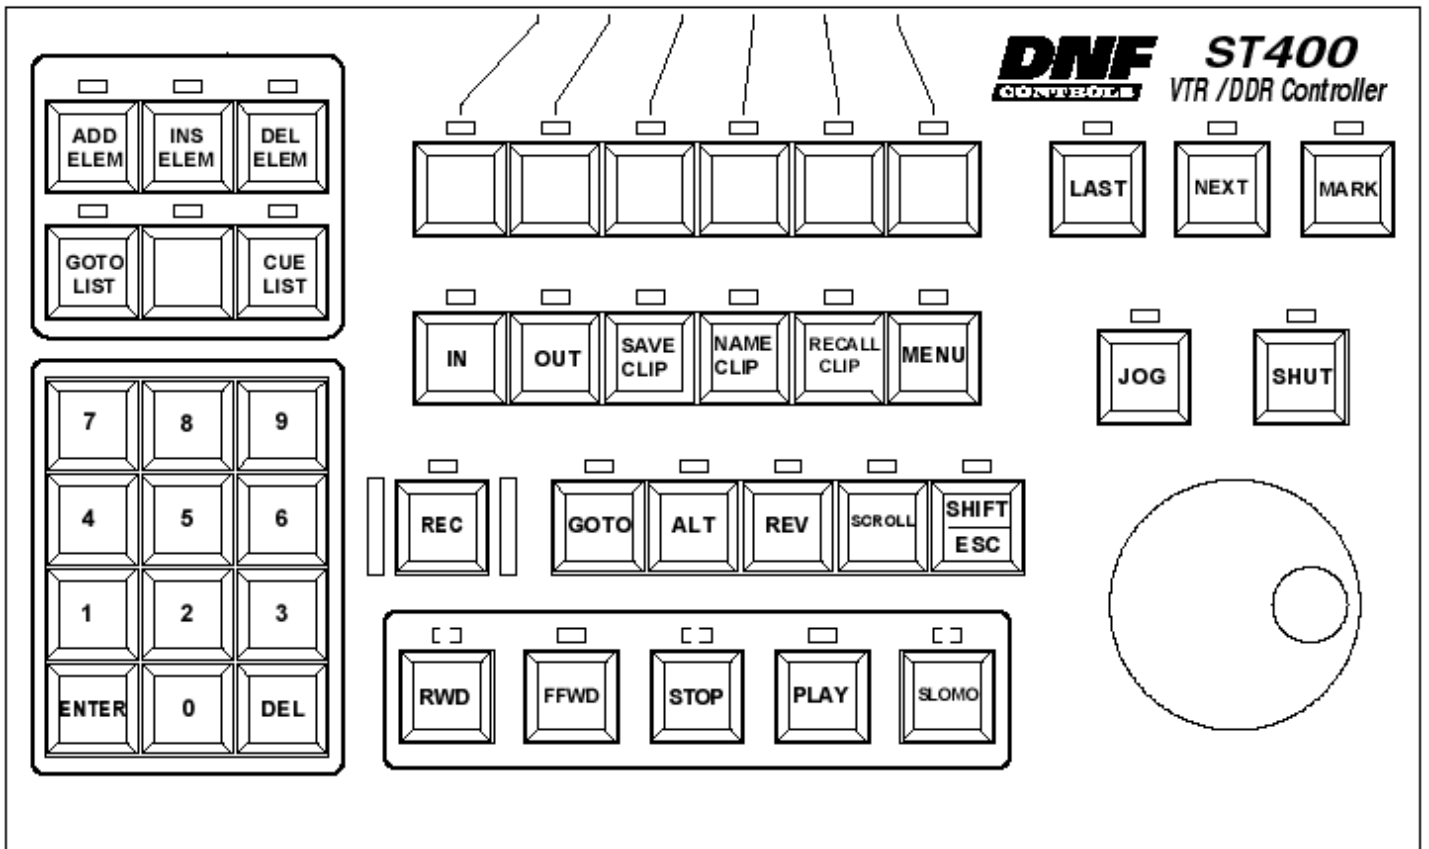 DNF
CONTROLS
ST400
VTR /DDR Controller
ADD
ELEM
INS
ELEM
DEL
ELEM
GOTO
LIST
CUE
LIST
LAST
NEXT
MARK
IN
OUT
SAVE
CLIP
NAME
CLIP
RECALL
CLIP
MENU
JOG
SHUT
7
8
9
4
5
6
1
2
3
ENTER
0
DEL
REC
GOTO
ALT
REV
SCROLL
SHIFT
ESC
RWD
FFWD
STOP
PLAY
SLOMO